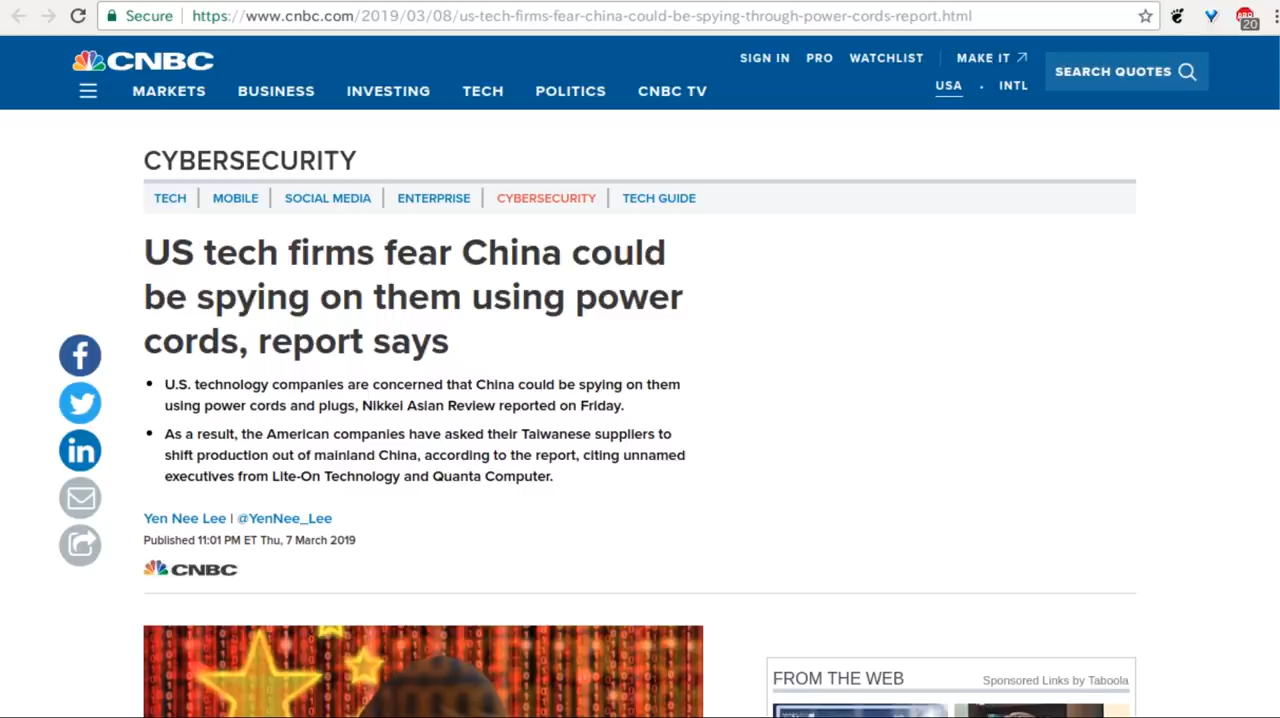 Secure
https://www.cnbc.com/2019/03/08/us-tech-firms-fear-china-could-be-spying-through-power-cords-report.html
20
CNBC
SIGN IN PRO WATCHLIST MAKE IT
SEARCH QUOTES
USA . INTL
MARKETS BUSINESS INVESTING TECH POLITICS CNBC TV
CYBERSECURITY
TECH MOBILE SOCIAL MEDIA ENTERPRISE CYBERSECURITY TECH GUIDE
US tech firms fear China could
be spying on them using power
cords, report says
• U.S. technology companies are concerned that China could be spying on them
using power cords and plugs, Nikkei Asian Review reported on Friday.
• As a result, the American companies have asked their Taiwanese suppliers to
shift production out of mainland China, according to the report, citing unnamed
executives from Lite-On Technology and Quanta Computer.
Yen Nee Lee | @YenNee_Lee
Published 11:01 PM ET Thu, 7 March 2019
CNBC
FROM THE WEB
Sponsored Links by Taboola